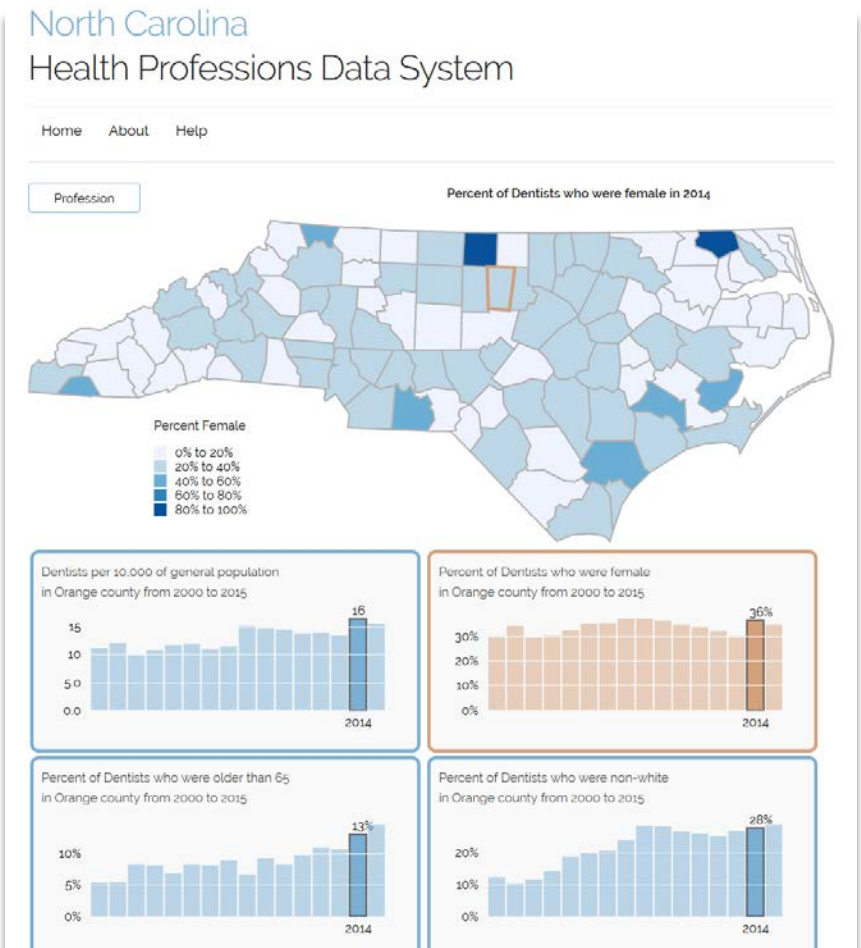 North Carolina
Health Professions Data System
Home About Help
Profession
Percent of Dentists who were female in 2014
Percent Female
0% to 20%
20% to 40%
40% to 60%
60% to 80%
80% to 100%
Dentists per 10,000 of general population
in Orange county from 2000 to 2015
16
15
10
5.0
0.0
2014
Percent of Dentists who were female
in Orange county from 2000 to 2015
36%
30%
20%
10%
0%
2014
Percent of Dentists who were older than 65
in Orange county from 2000 to 2015
13%
10%
5%
0%
2014
Percent of Dentists who were non-white
in Orange county from 2000 to 2015
28%
20%
10%
0%
2014